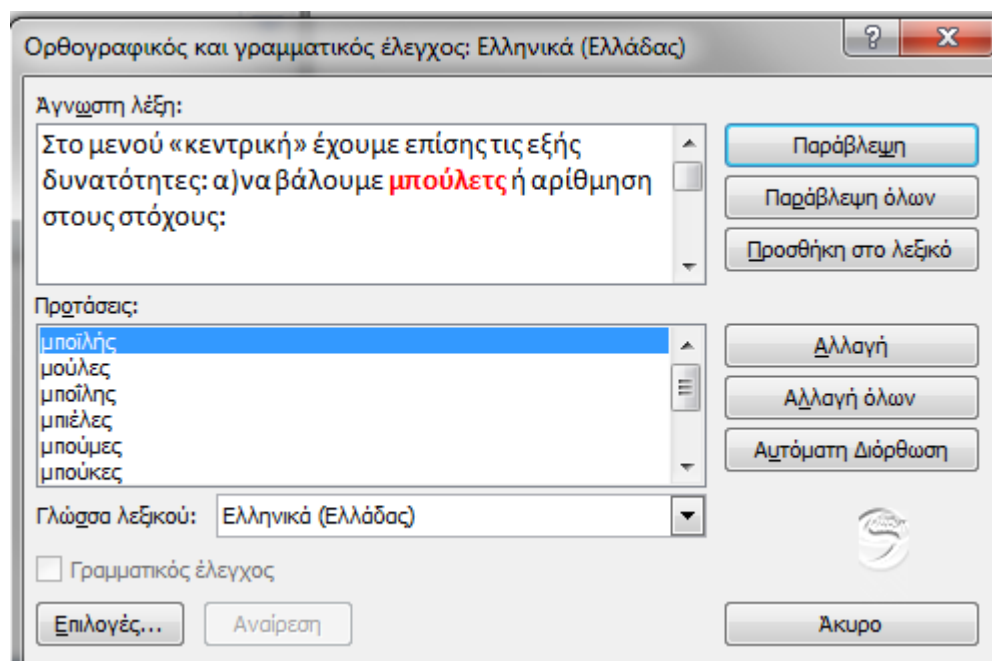 Ορθογραφικός και γραμματικός έλεγχος: Ελληνικά (Ελλάδας)
Άγνωστη λέξη:
Στο μενού «κεντρική» έχουμε επίσης τις εξής
δυνατότητες: α)να βάλουμε μπούλετς ή αρίθμηση
στους στόχους:
Παράβλεψη
Παράβλεψη όλων
Προσθήκη στο λεξικό
Προτάσεις:
μποϊλής
μούλες
μποΐλης
μπιέλες
μπούμες
μπούκες
Αλλαγή
Αλλαγή όλων
Αυτόματη Διόρθωση
Γλώσσα λεξικού: Ελληνικά (Ελλάδας)
Γραμματικός έλεγχος
Επιλογές...
Αναίρεση
Άκυρο